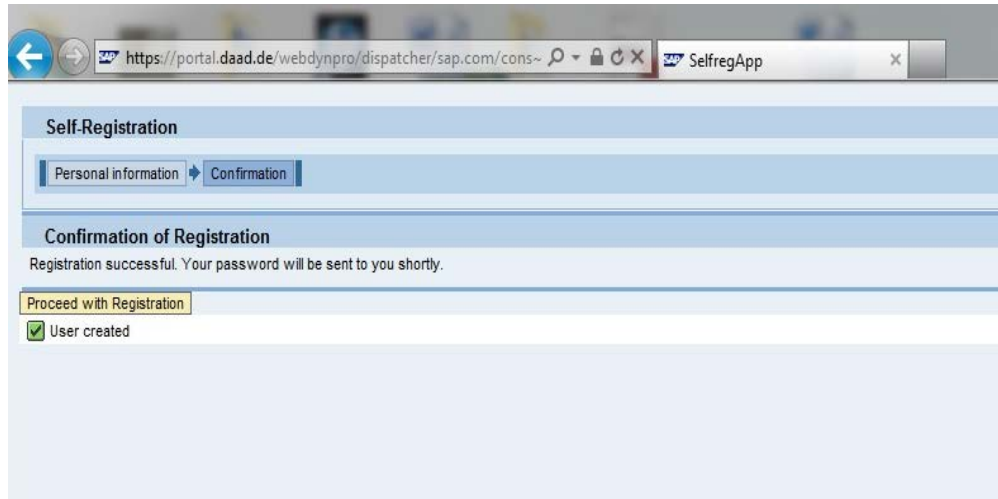 https://portal.daad.de/webdynpro/dispatcher/sap.com/cons~
SAP SelfregApp
Self-Registration
Personal information Confirmation
Confirmation of Registration
Registration successful. Your password will be sent to you shortly.
Proceed with Registration
User created